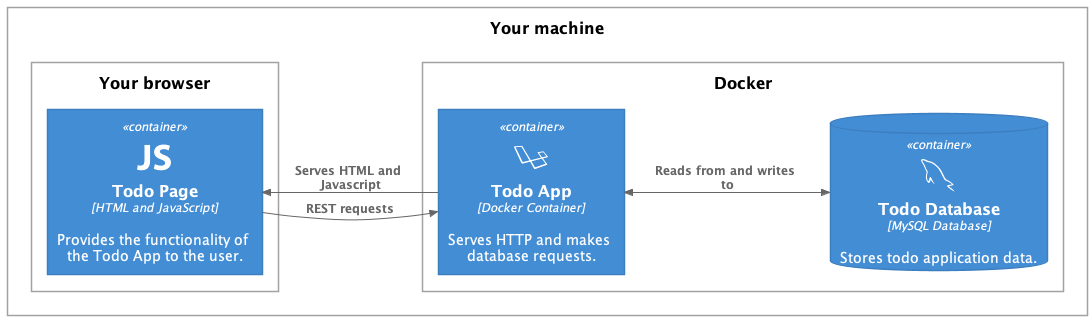 Your machine
Your browser
«container»
JS
Todo Page
[HTML and JavaScript]
Provides the functionality of
the Todo App to the user.
Serves HTML and
Javascript
REST requests
Docker
«container»
Todo App
[Docker Container]
Serves HTTP and makes
database requests.
Reads from and writes
to
«container»
Todo Database
[MySQL Database]
Stores todo application data.